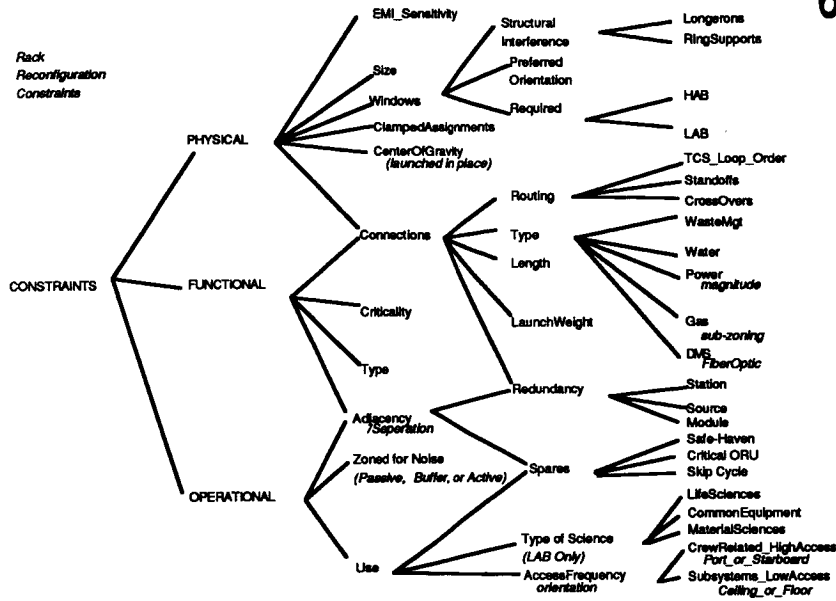 6
Rack
Reconfiguration
Constraints
CONSTRAINTS
PHYSICAL
FUNCTIONAL
OPERATIONAL
EMI_Sensitivity
Size
Windows
ClampedAssignments
CenterOfGravity
(launched in place)
Connections
Criticality
Type
Adjacency
/Seperation
Zoned for Noise
(Passive, Buffer, or Active)
Use
Structural
Interference
Preferred
Orientation
Required
Routing
Type
Length
LaunchWeight
Redundancy
Spares
Type of Science
(LAB Only)
AccessFrequency
orientation
Longerons
RingSupports
HAB
LAB
TCS_Loop_Order
Standoffs
CrossOvers
WasteMgt
Water
Power
magnitude
Gas
sub-zoning
DMS
FiberOptic
Station
Source
Module
Safe-Haven
Critical ORU
Skip Cycle
LifeSciences
CommonEquipment
MaterialSciences
CrewRelated_HighAccess
Port_or_Starboard
Subsystems_LowAccess
Ceiling_or_Floor